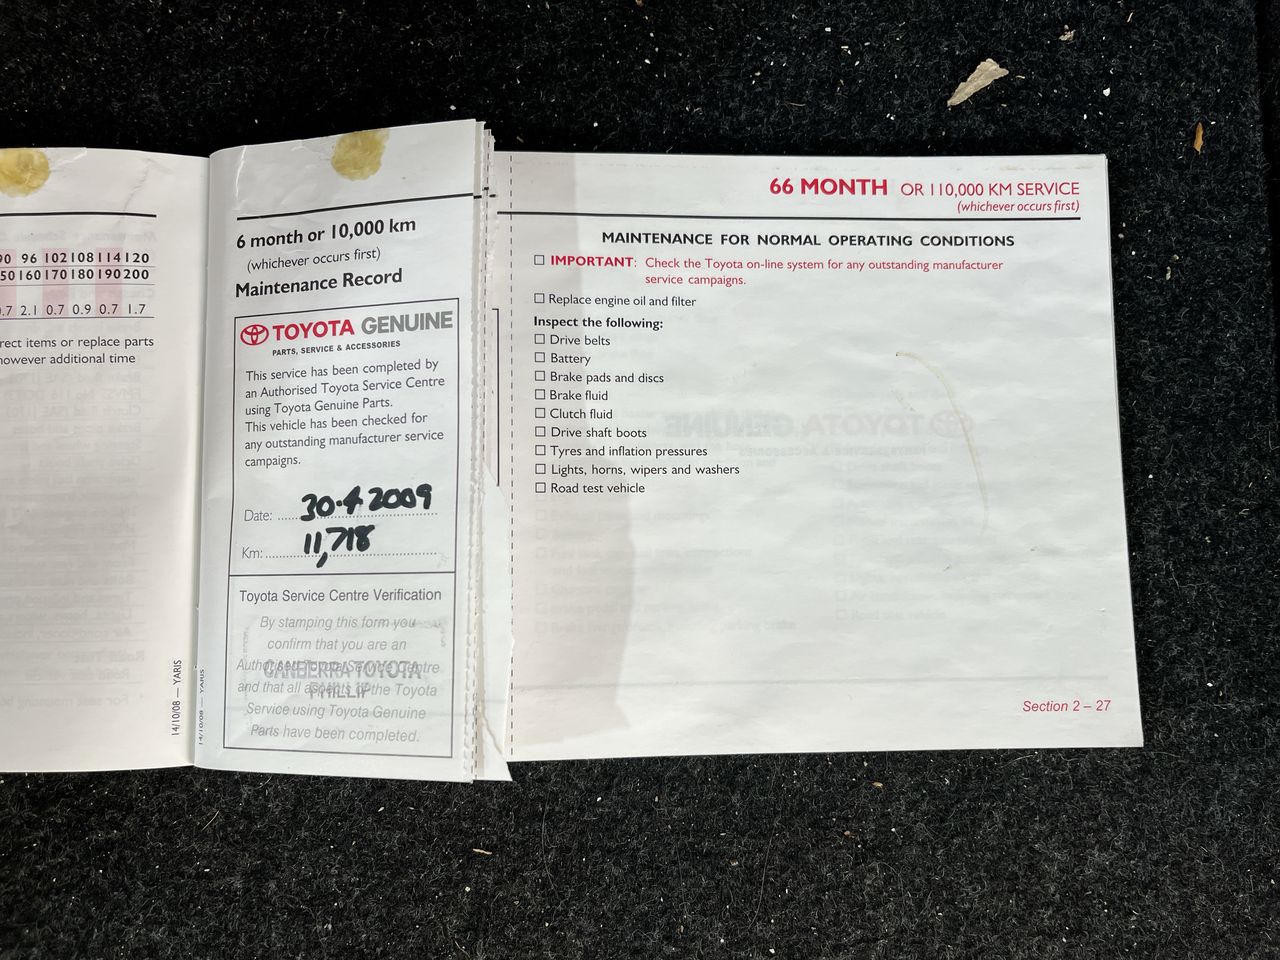 96 102 108 114 120
160 170 180 190 200
2.1 0.7 0.9 0.7 1.7
rect items or replace parts
however additional time
14/10/08 — YARIS
14/10/08 — YARIS
6 month or 10,000 km
(whichever occurs first)
Maintenance Record
TOYOTA GENUINE
PARTS, SERVICE & ACCESSORIES
This service has been completed by
an Authorised Toyota Service Centre
using Toyota Genuine Parts.
This vehicle has been checked for
any outstanding manufacturer service
campaigns.
Date: 30·4 2009
Km: 11,718
Toyota Service Centre Verification
By stamping this form you
confirm that you are an
Authorised Toyota Service Centre
CANBERRA TOYOTA
and that all aspects of the Toyota
PHILLIP
Service using Toyota Genuine
Parts have been completed.
66 MONTH OR 110,000 KM SERVICE
(whichever occurs first)
MAINTENANCE FOR NORMAL OPERATING CONDITIONS
IMPORTANT: Check the Toyota on-line system for any outstanding manufacturer
service campaigns.
Replace engine oil and filter
Inspect the following:
Drive belts
Battery
Brake pads and discs
Brake fluid
Clutch fluid
Drive shaft boots
Tyres and inflation pressures
Lights, horns, wipers and washers
Road test vehicle
Section 2 – 27